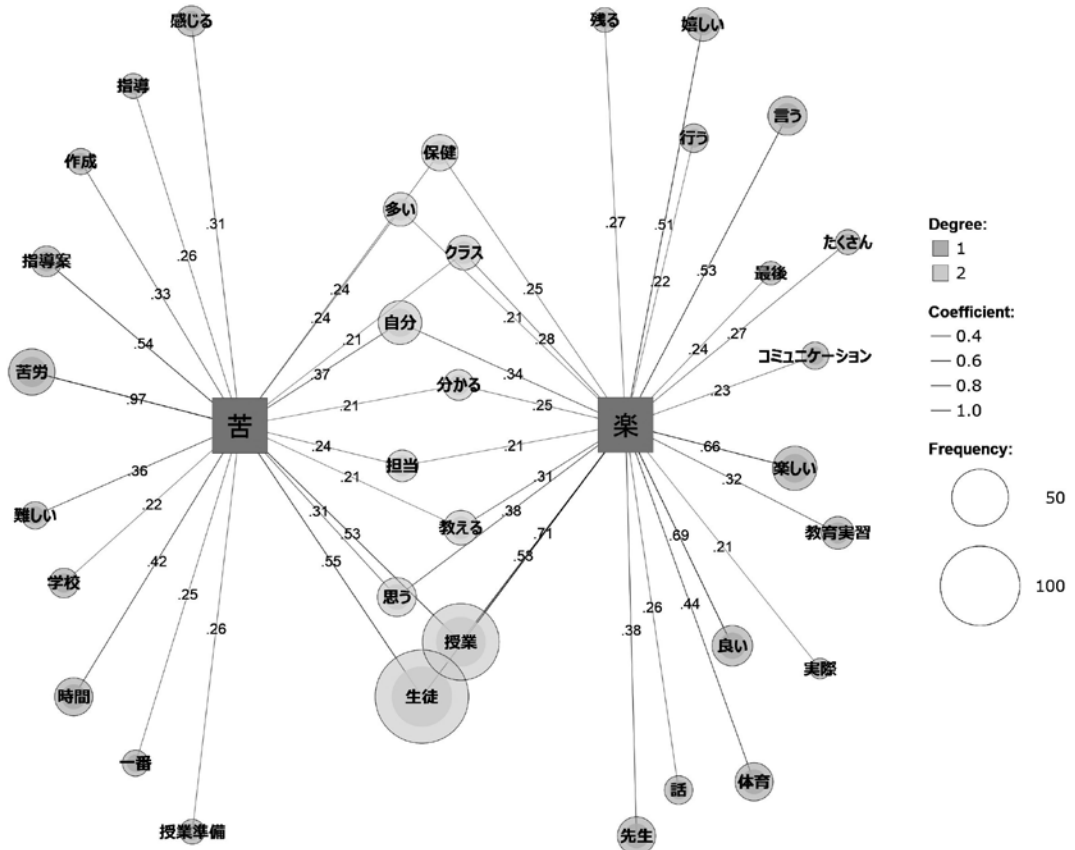 感じる
残る
嬉しい
指導
言う
行う
保健
作成
多い
.31
.27
.51
クラス
たくさん
指導案
.26
.22
.53
最後
.33
.24
.25
.24
.21
.28
.27
自分
.54
.21
.24
コミュニケーション
苦労
.37
.34
.23
分かる
.97
.21
.25
苦
楽
.24
.21
.66
担当
楽しい
.36
.21
.31
.32
難しい
.22
.31
.38
教える
教育実習
.42
.53
.71
.69
.21
.55
.53
学校
.25
思う
.26
.44
.26
.38
授業
良い
実際
時間
生徒
一番
話
体育
授業準備
先生
Degree:
1
2
Coefficient:
0.4
0.6
0.8
1.0
Frequency:
50
100